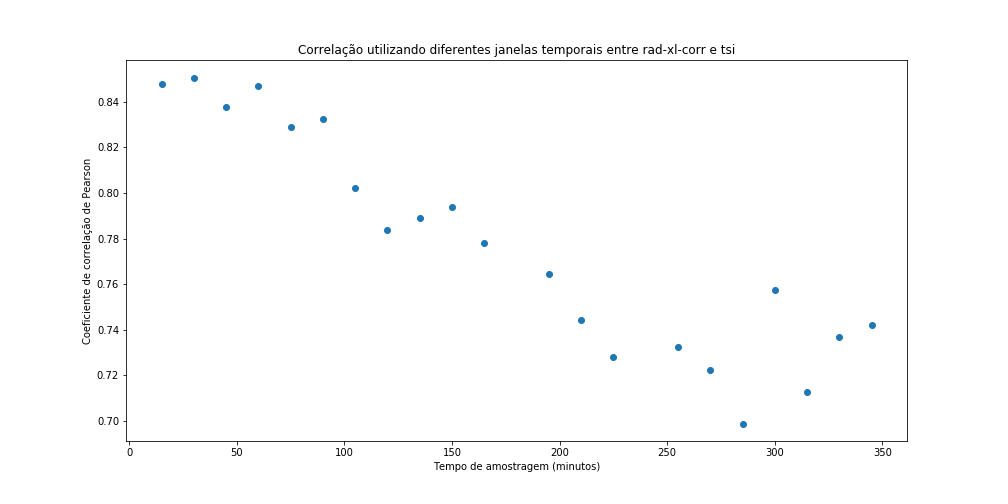 Correlação utilizando diferentes janelas temporais entre rad-xl-corr e tsi
Coeficiente de correlação de Pearson
0.84
0.82
0.80
0.78
0.76
0.74
0.72
0.70
0 50 100 150 200 250 300 350
Tempo de amostragem (minutos)